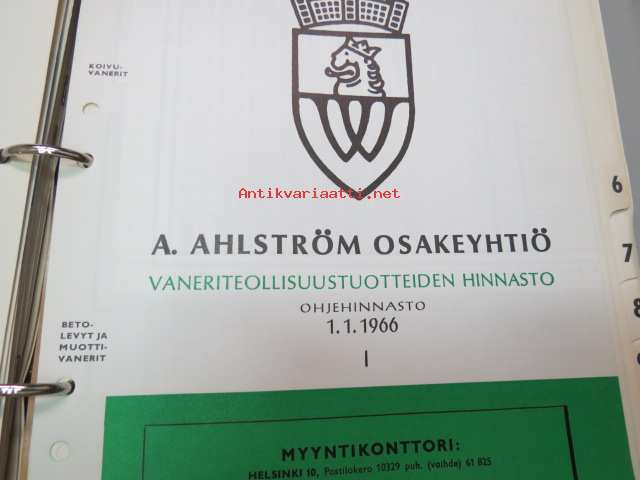 KOIVU-
VANERIT
Antikvariaatti.net
A. AHLSTRÖM OSAKEYHTIÖ
VANERITEOLLISUUSTUOTTEIDEN HINNASTO
OHJEHINNASTO
1.1.1966
I
BETO-
LEVYT JA
MUOTTI-
VANERIT
6
7
8
MYYNTIKONTTORI:
HELSINKI 10, Postilokero 10329 puh. (vaihde) 61 825